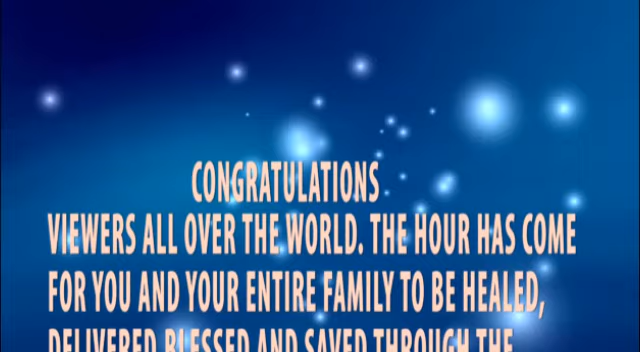 CONGRATULATIONS
VIEWERS ALL OVER THE WORLD. THE HOUR HAS COME
FOR YOU AND YOUR ENTIRE FAMILY TO BE HEALED,
DELIVERED BLESSED AND SAVED THROUGH THE